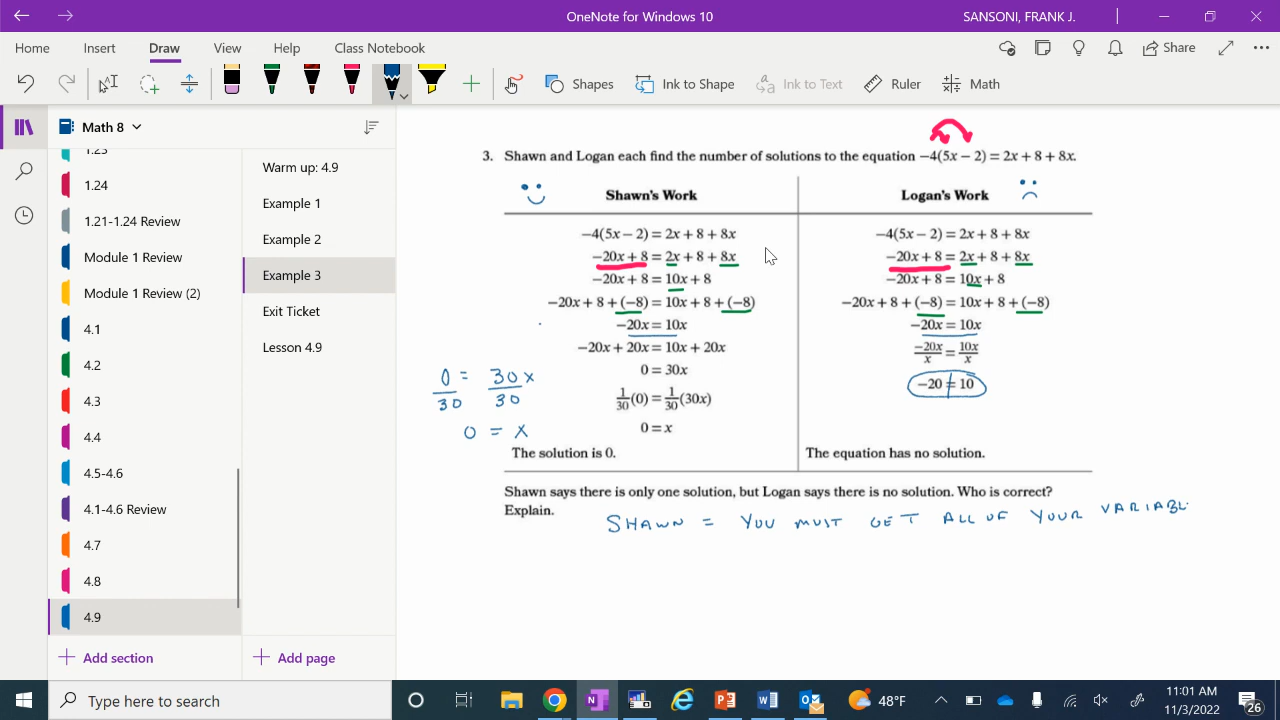 OneNote for Windows 10
SANSONI, FRANK J.
Home Insert Draw View Help Class Notebook Share
Shapes Ink to Shape Ink to Text Ruler Math
Math 8
1.23
1.24
1.21-1.24 Review
Module 1 Review
Module 1 Review (2)
4.1
4.2
4.3
4.4
4.5-4.6
4.1-4.6 Review
4.7
4.8
4.9
Add section
Warm up: 4.9
Example 1
Example 2
Example 3
Exit Ticket
Lesson 4.9
Add page
3. Shawn and Logan each find the number of solutions to the equation −4(5x − 2) = 2x + 8 + 8x.
Shawn's Work
−4(5x − 2) = 2x + 8 + 8x
−20x + 8 = 2x + 8 + 8x
−20x + 8 = 10x + 8
−20x + 8 + (−8) = 10x + 8 + (−8)
−20x = 10x
−20x + 20x = 10x + 20x
0 = 30x
1/30(0) = 1/30(30x)
0 = x
The solution is 0.
0 = 30x
30 30
0 = x
Logan's Work
−4(5x − 2) = 2x + 8 + 8x
−20x + 8 = 2x + 8 + 8x
−20x + 8 = 10x + 8
−20x + 8 + (−8) = 10x + 8 + (−8)
−20x = 10x
−20x/x = 10x/x
−20 ≠ 10
The equation has no solution.
Shawn says there is only one solution, but Logan says there is no solution. Who is correct?
Explain.
SHAWN = YOU MUST GET ALL OF YOUR VARIABL
Type here to search
48°F
11:01 AM
11/3/2022
26